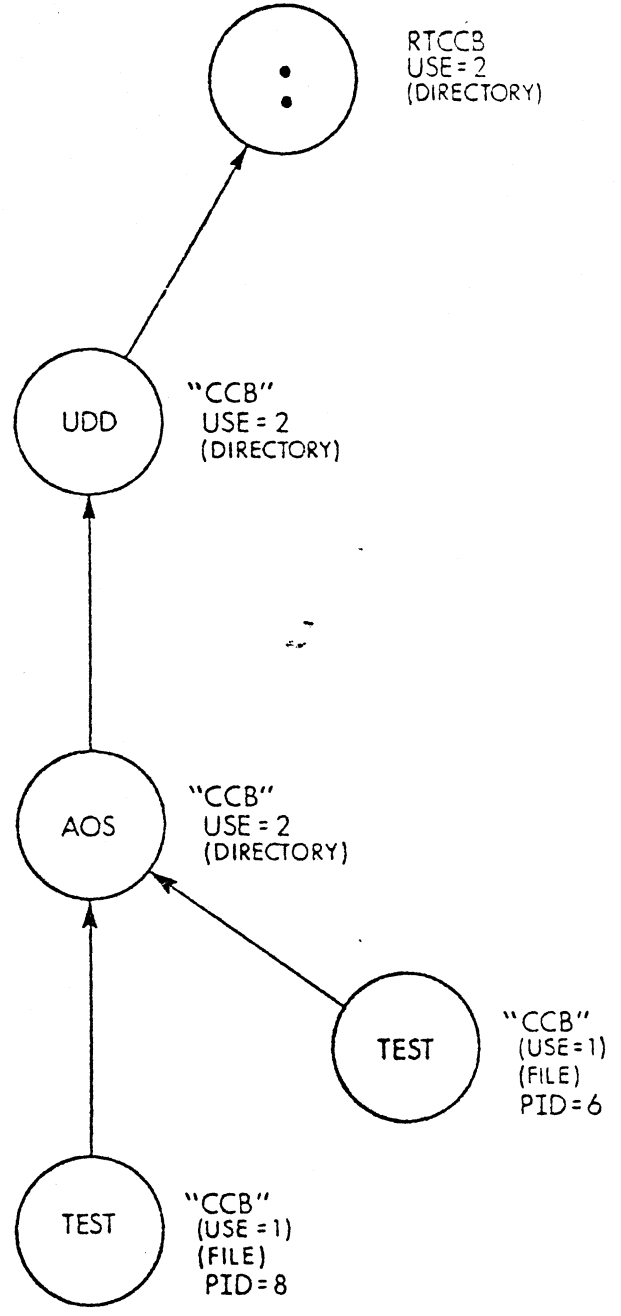 :
RTCCB
USE=2
(DIRECTORY)
UDD
"CCB"
USE = 2
(DIRECTORY)
AOS
"CCB"
USE = 2
(DIRECTORY)
TEST
"CCB"
(USE=1)
(FILE)
PID=6
TEST
"CCB"
(USE =1)
(FILE)
PID=8